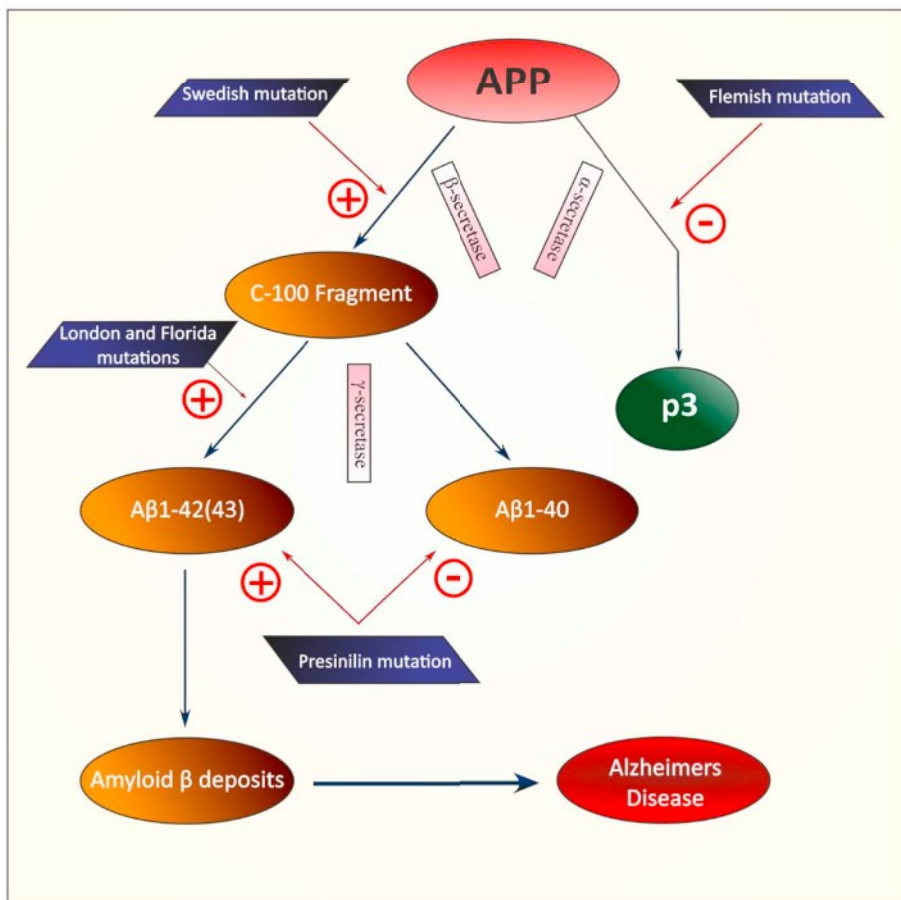 APP
Swedish mutation
Flemish mutation
β-secretase
α-secretase
+
-
C-100 Fragment
London and Florida
mutations
+
γ-secretase
p3
Aβ1-42(43)
Aβ1-40
+
-
Presinilin mutation
Amyloid β deposits
Alzheimers
Disease